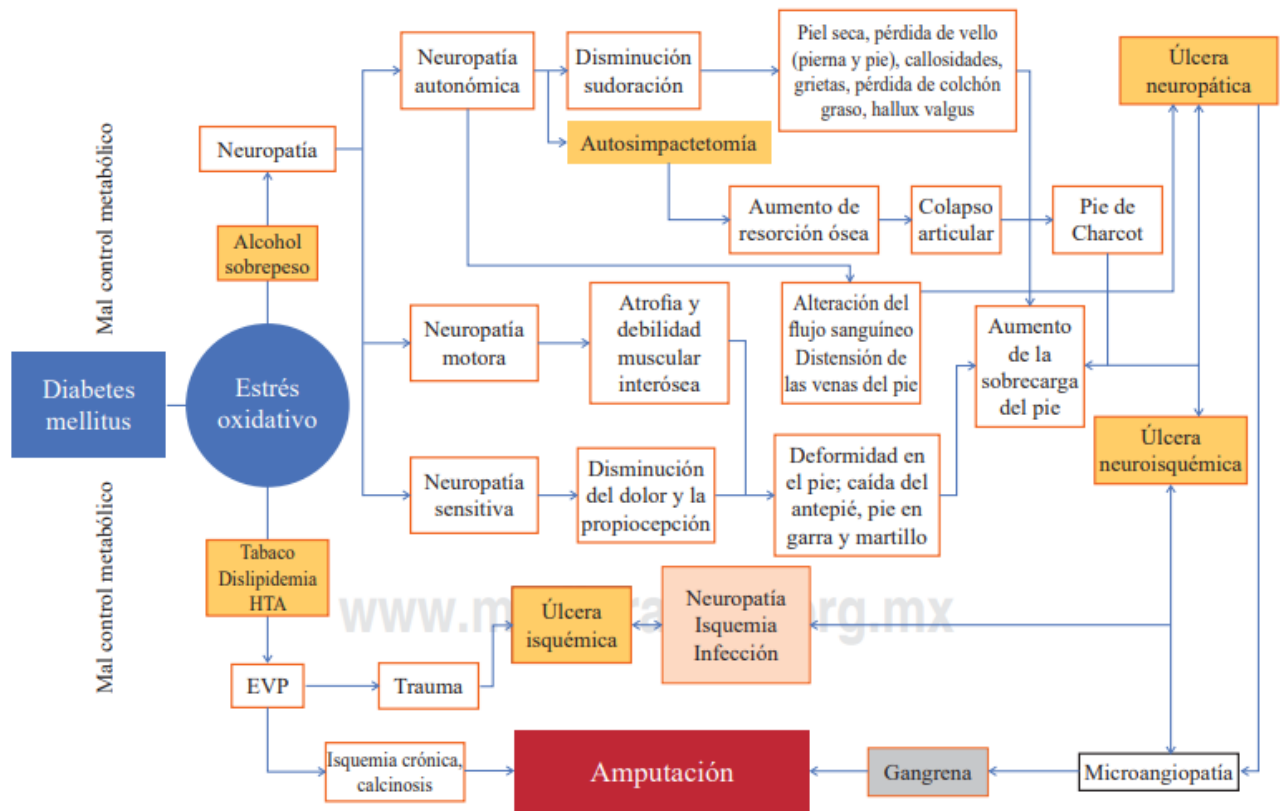 Mal control metabólico
Mal control metabólico
Diabetes
mellitus
Estrés
oxidativo
Alcohol
sobrepeso
Neuropatía
Tabaco
Dislipidemia
HTA
EVP
Neuropatía
autonómica
Disminución
sudoración
Piel seca, pérdida de vello
(pierna y pie), callosidades,
grietas, pérdida de colchón
graso, hallux valgus
Úlcera
neuropática
Autosimpactetomía
Aumento de
resorción ósea
Colapso
articular
Pie de
Charcot
Neuropatía
motora
Atrofia y
debilidad
muscular
interósea
Alteración del
flujo sanguíneo
Distensión de
las venas del pie
Aumento
de la
sobrecarga
del pie
Neuropatía
sensitiva
Disminución
del dolor y la
propiocepción
Deformidad en
el pie; caída del
antepié, pie en
garra y martillo
Úlcera
neuroisquémica
Trauma
Úlcera
isquémica
Neuropatía
Isquemia
Infección
www.m
rg.mx
Isquemia crónica,
calcinosis
Amputación
Gangrena
Microangiopatía